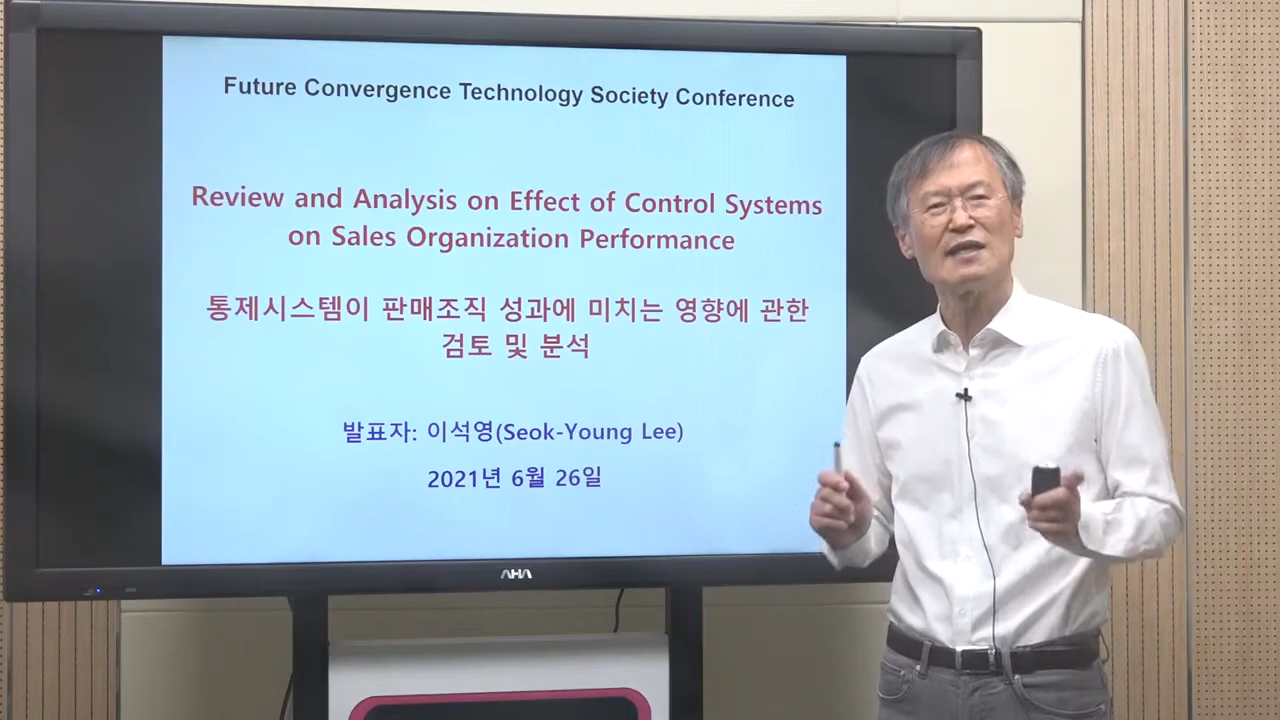 Future Convergence Technology Society Conference
Review and Analysis on Effect of Control Systems
on Sales Organization Performance
통제시스템이 판매조직 성과에 미치는 영향에 관한
검토 및 분석
발표자: 이석영(Seok-Young Lee)
2021년 6월 26일
AHA